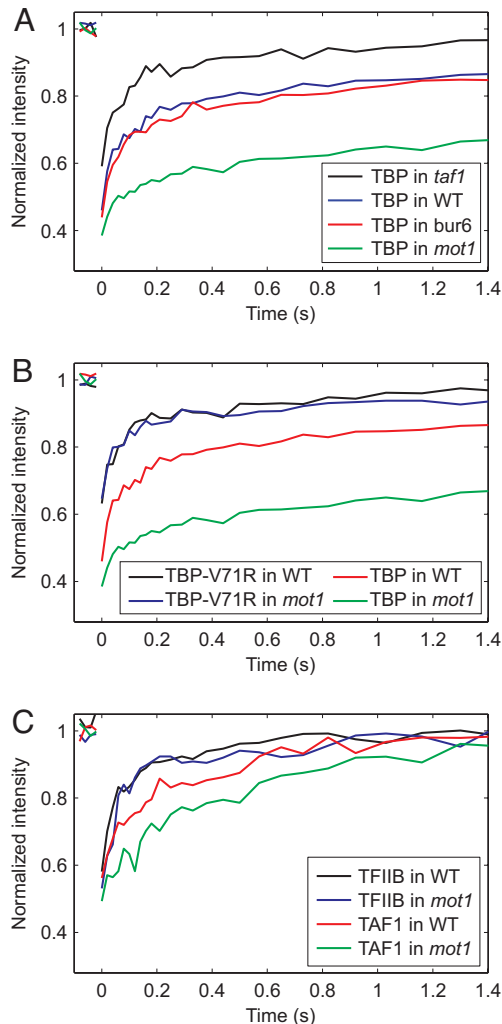 A
Normalized intensity
1
0.8
0.6
0.4
TBP in taf1
TBP in WT
TBP in bur6
TBP in mot1
0 0.2 0.4 0.6 0.8 1.0 1.2 1.4
Time (s)
B
Normalized intensity
1
0.8
0.6
0.4
TBP-V71R in WT TBP in WT
TBP-V71R in mot1 TBP in mot1
0 0.2 0.4 0.6 0.8 1.0 1.2 1.4
Time (s)
C
Normalized intensity
1
0.8
0.6
0.4
TFIIB in WT
TFIIB in mot1
TAF1 in WT
TAF1 in mot1
0 0.2 0.4 0.6 0.8 1.0 1.2 1.4
Time (s)